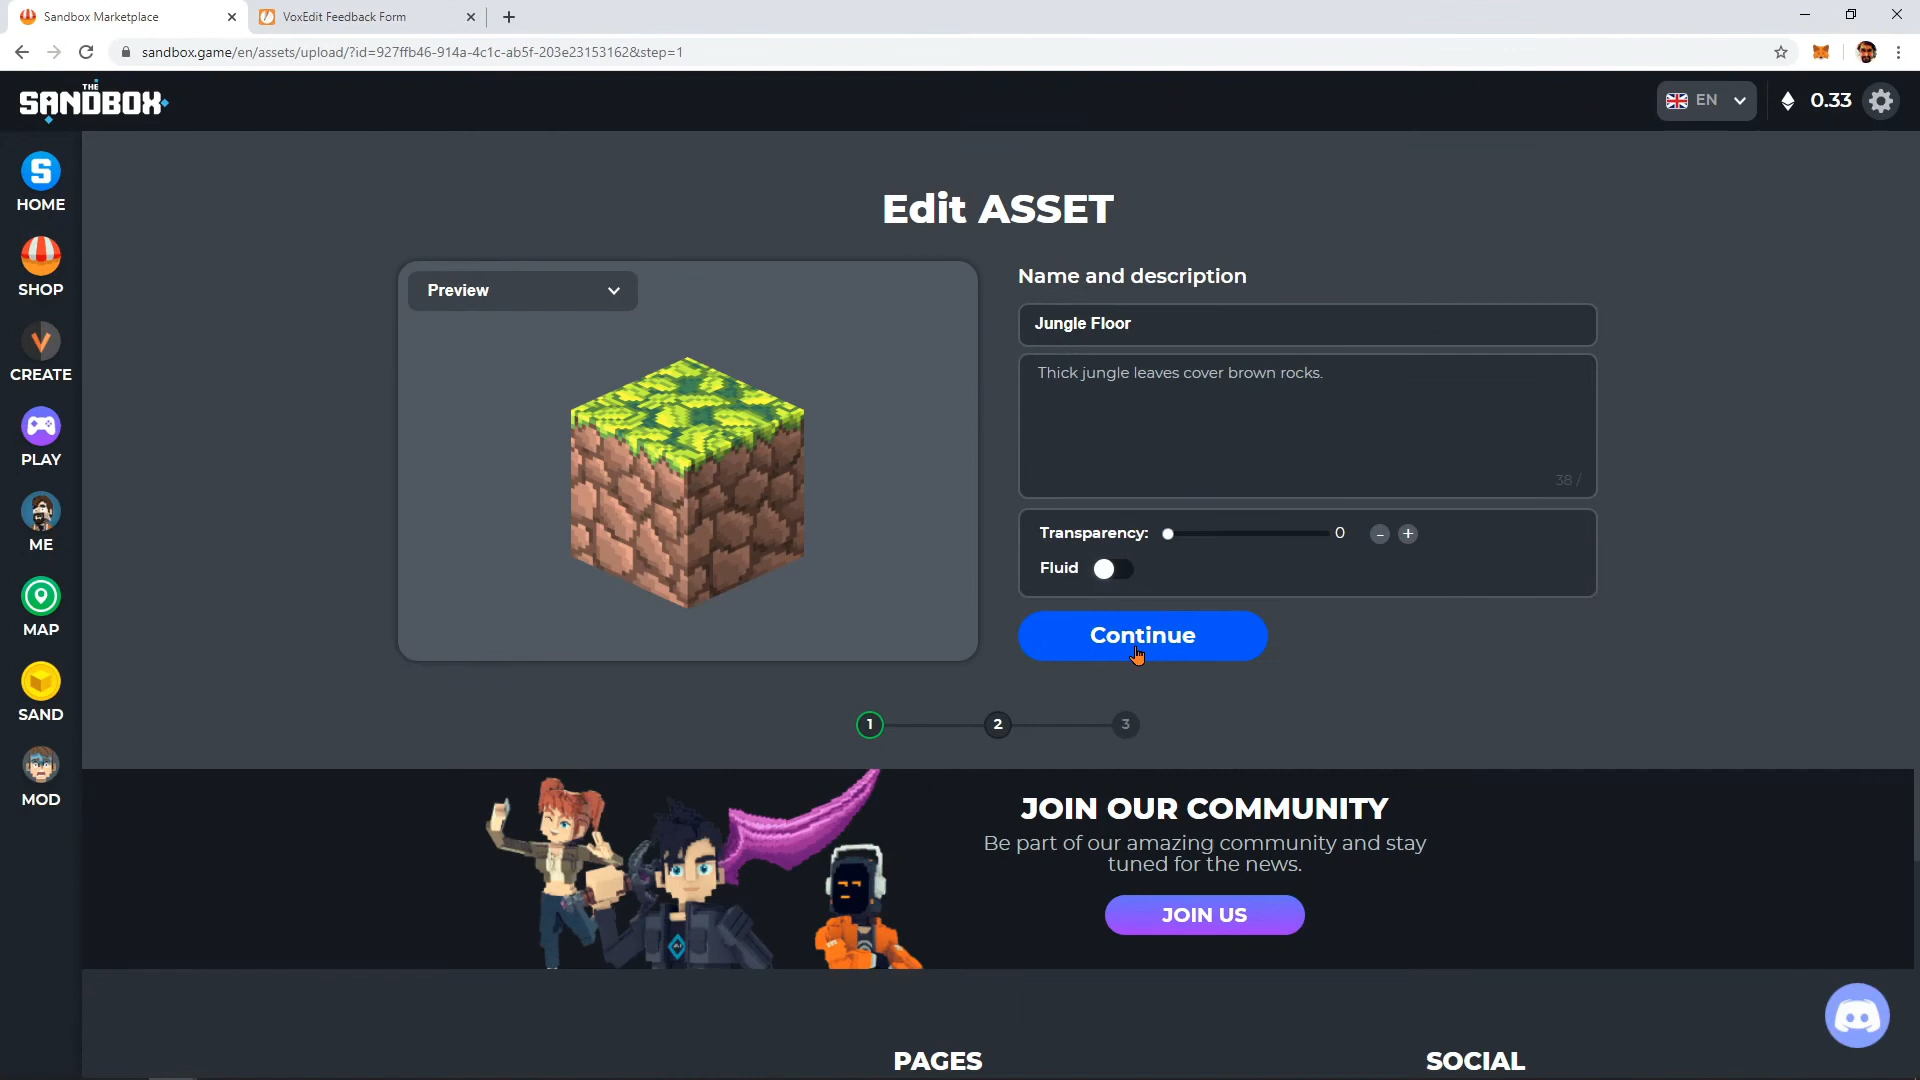 Sandbox Marketplace
VoxEdit Feedback Form
sandbox.game/en/assets/upload/?id=927ffb46-914a-4c1c-ab5f-203e23153162&step=1
THE
SANDBOX
EN
0.33
HOME
SHOP
CREATE
PLAY
ME
MAP
SAND
MOD
Edit ASSET
Preview
Name and description
Jungle Floor
Thick jungle leaves cover brown rocks.
38 /
Transparency: 0 - +
Fluid
Continue
1 2 3
JOIN OUR COMMUNITY
Be part of our amazing community and stay
tuned for the news.
JOIN US
PAGES
SOCIAL